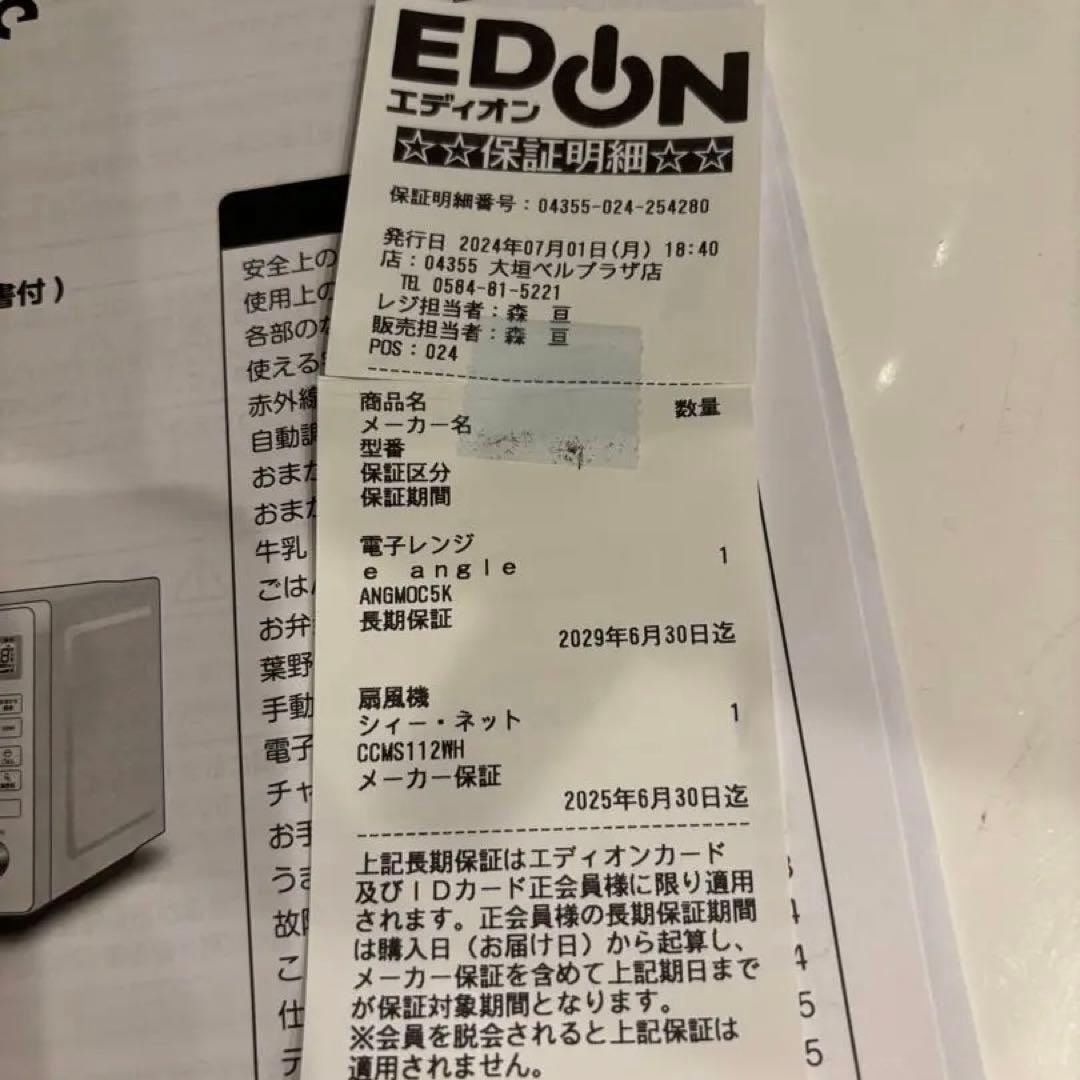 EDION
エディオン
☆☆保証明細☆☆
保証明細番号：04355-024-254280
発行日 2024年07月01日(月) 18:40
店：04355 大垣ベルプラザ店
TEL 0584-81-5221
レジ担当者：森 亘
販売担当者：森 亘
POS：024
商品名 数量
メーカー名
型番
保証区分
保証期間
電子レンジ 1
e angle
ANGMOC5K
長期保証
2029年6月30日迄
扇風機 1
シィー・ネット
CCMS112WH
メーカー保証
2025年6月30日迄
上記長期保証はエディオンカード
及びIDカード正会員様に限り適用
されます。正会員様の長期保証期間
は購入日（お届け日）から起算し、
メーカー保証を含めて上記期日まで
が保証対象期間となります。
※会員を脱会されると上記保証は
適用されません。
書付）
安全上の
使用上の
各部の
使える
赤外線
自動調
おまか
おまか
牛乳
ごはん
お弁
葉野
手動
電子
チャ
お手
うま
故障
こ
仕
テ
4
4
5
5